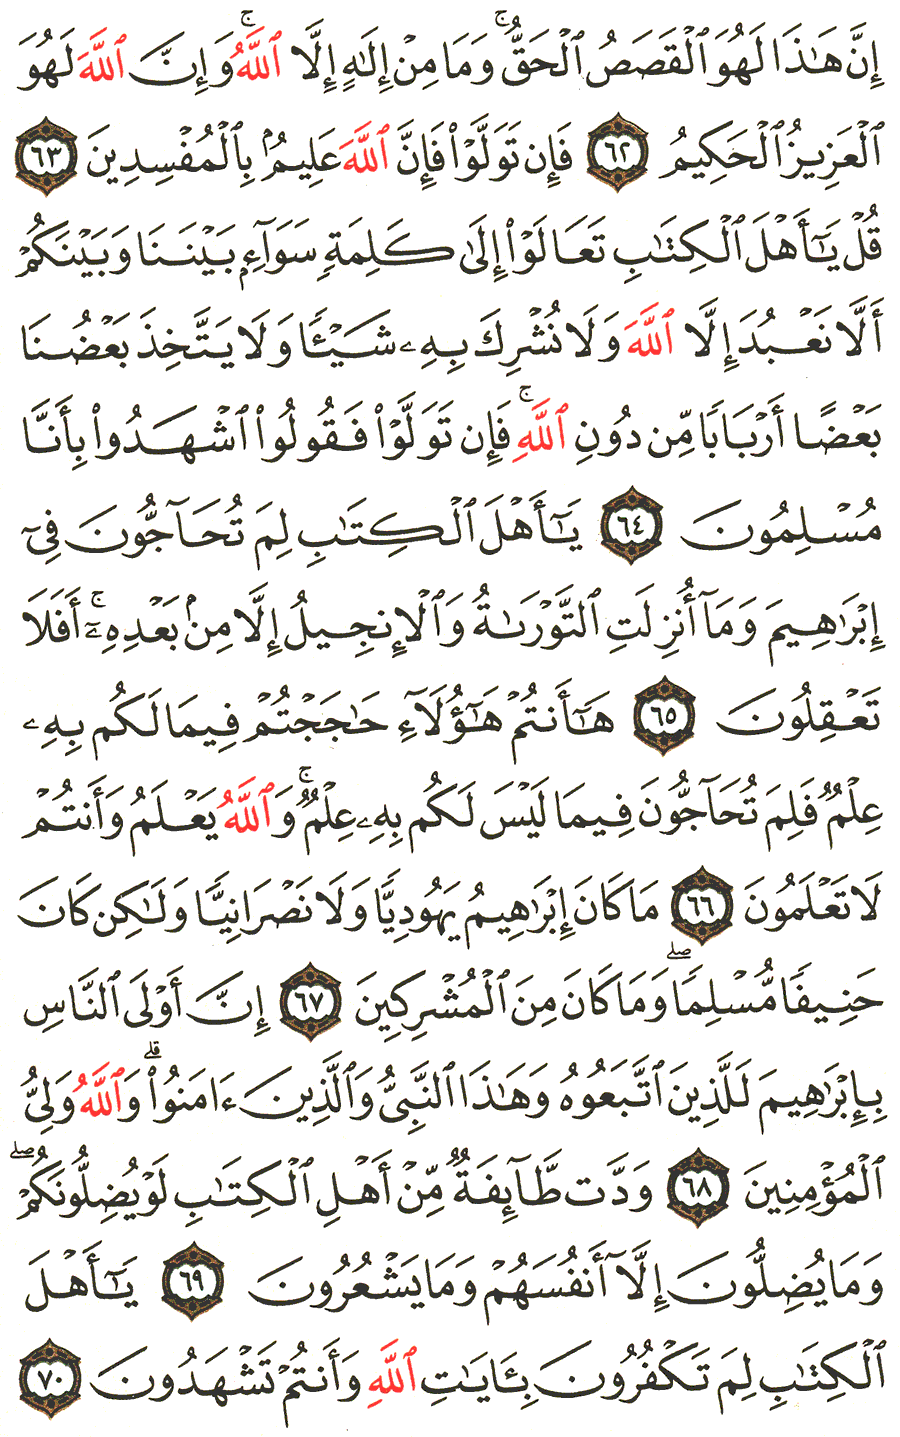 إِنَّ هَٰذَا لَهُوَ ٱلْقَصَصُ ٱلْحَقُّ ۚ وَمَا مِنْ إِلَٰهٍ إِلَّا ٱللَّهُ ۚ وَإِنَّ ٱللَّهَ لَهُوَ
ٱلْعَزِيزُ ٱلْحَكِيمُ ٦٢ فَإِن تَوَلَّوْا۟ فَإِنَّ ٱللَّهَ عَلِيمٌۢ بِٱلْمُفْسِدِينَ ٦٣
قُلْ يَٰٓأَهْلَ ٱلْكِتَٰبِ تَعَالَوْا۟ إِلَىٰ كَلِمَةٍ سَوَآءٍۭ بَيْنَنَا وَبَيْنَكُمْ
أَلَّا نَعْبُدَ إِلَّا ٱللَّهَ وَلَا نُشْرِكَ بِهِۦ شَيْـًٔا وَلَا يَتَّخِذَ بَعْضُنَا
بَعْضًا أَرْبَابًا مِّن دُونِ ٱللَّهِ ۚ فَإِن تَوَلَّوْا۟ فَقُولُوا۟ ٱشْهَدُوا۟ بِأَنَّا
مُسْلِمُونَ ٦٤ يَٰٓأَهْلَ ٱلْكِتَٰبِ لِمَ تُحَآجُّونَ فِىٓ
إِبْرَٰهِيمَ وَمَآ أُنزِلَتِ ٱلتَّوْرَىٰةُ وَٱلْإِنجِيلُ إِلَّا مِنۢ بَعْدِهِۦٓ ۚ أَفَلَا
تَعْقِلُونَ ٦٥ هَٰٓأَنتُمْ هَٰٓؤُلَآءِ حَٰجَجْتُمْ فِيمَا لَكُم بِهِۦ
عِلْمٌ فَلِمَ تُحَآجُّونَ فِيمَا لَيْسَ لَكُم بِهِۦ عِلْمٌ ۚ وَٱللَّهُ يَعْلَمُ وَأَنتُمْ
لَا تَعْلَمُونَ ٦٦ مَا كَانَ إِبْرَٰهِيمُ يَهُودِيًّا وَلَا نَصْرَانِيًّا وَلَٰكِن كَانَ
حَنِيفًا مُّسْلِمًا ۖ وَمَا كَانَ مِنَ ٱلْمُشْرِكِينَ ٦٧ إِنَّ أَوْلَى ٱلنَّاسِ
بِإِبْرَٰهِيمَ لَلَّذِينَ ٱتَّبَعُوهُ وَهَٰذَا ٱلنَّبِىُّ وَٱلَّذِينَ ءَامَنُوا۟ ۗ وَٱللَّهُ وَلِىُّ
ٱلْمُؤْمِنِينَ ٦٨ وَدَّت طَّآئِفَةٌ مِّنْ أَهْلِ ٱلْكِتَٰبِ لَوْ يُضِلُّونَكُمْ ۖ
وَمَا يُضِلُّونَ إِلَّآ أَنفُسَهُمْ وَمَا يَشْعُرُونَ ٦٩ يَٰٓأَهْلَ
ٱلْكِتَٰبِ لِمَ تَكْفُرُونَ بِـَٔايَٰتِ ٱللَّهِ وَأَنتُمْ تَشْهَدُونَ ٧٠